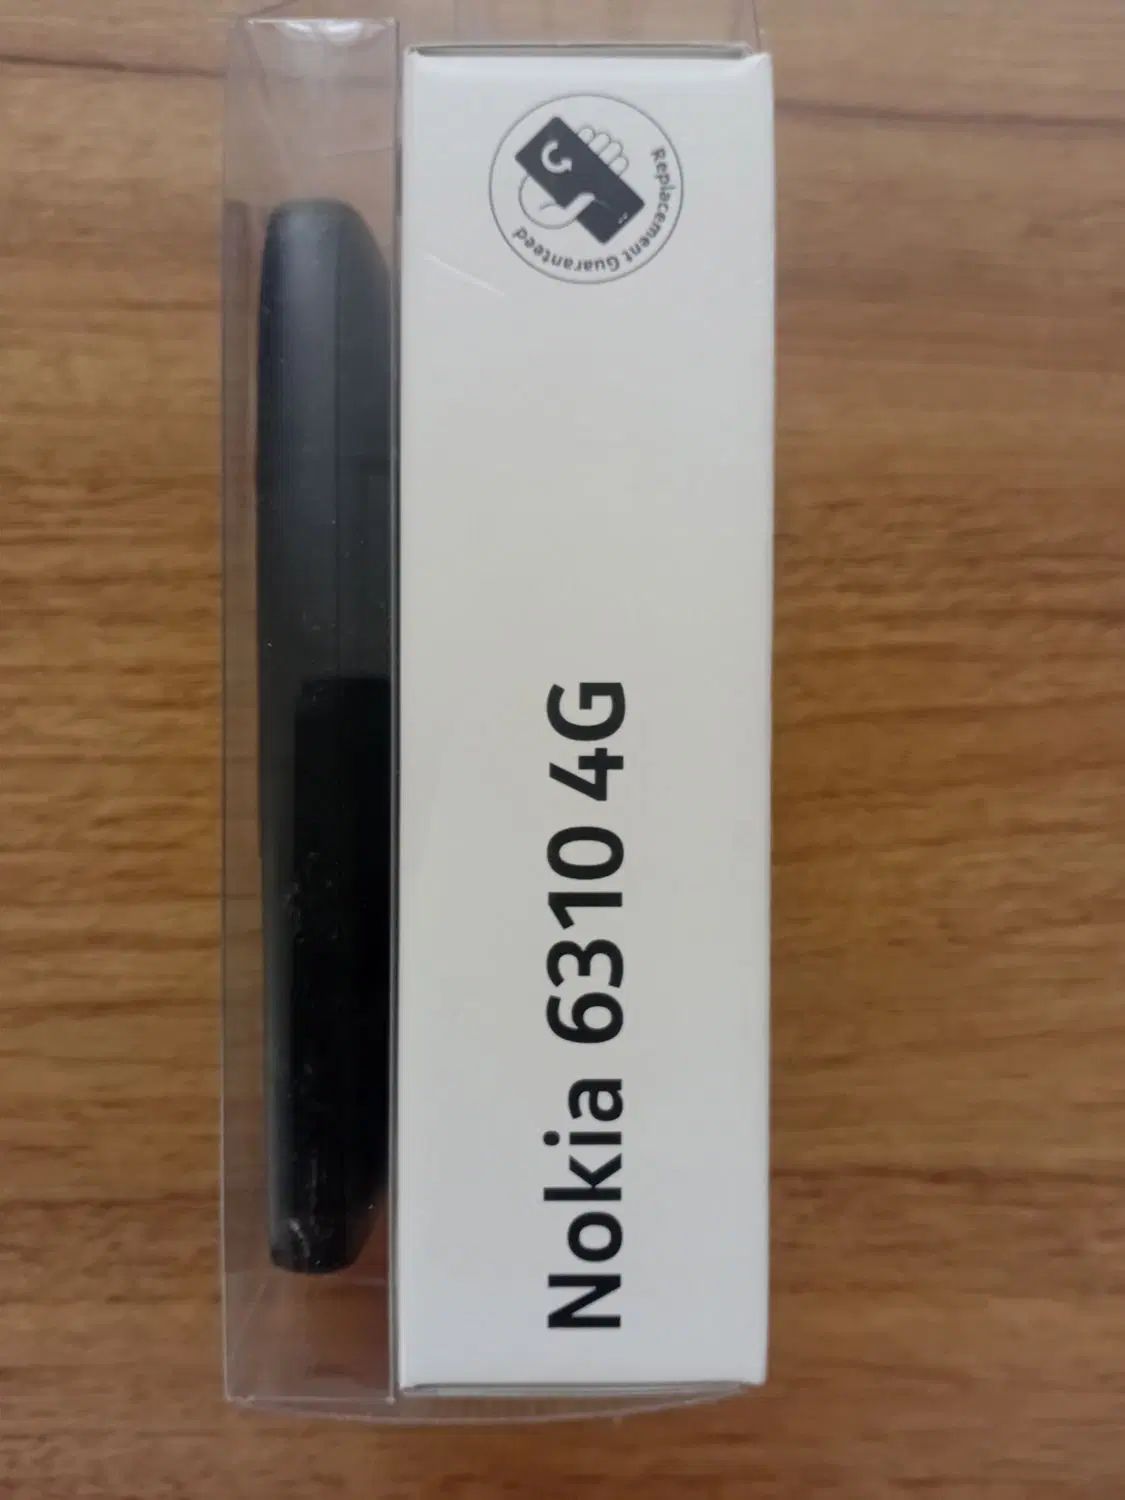 Replacement Guaranteed
Nokia 6310 4G